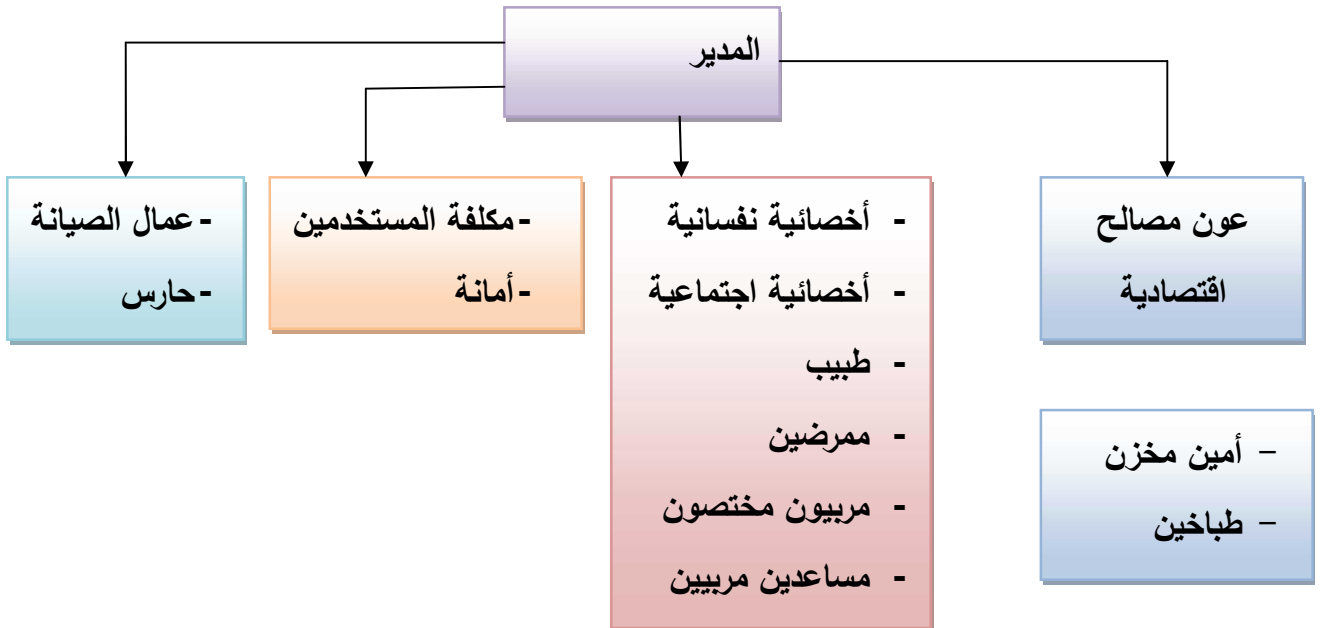 المدير
عون مصالح
اقتصادية
– أمين مخزن
– طباخين
- أخصائية نفسانية
- أخصائية اجتماعية
- طبيب
- ممرضين
- مربيون مختصون
- مساعدين مربيين
-مكلفة المستخدمين
-أمانة
-عمال الصيانة
-حارس